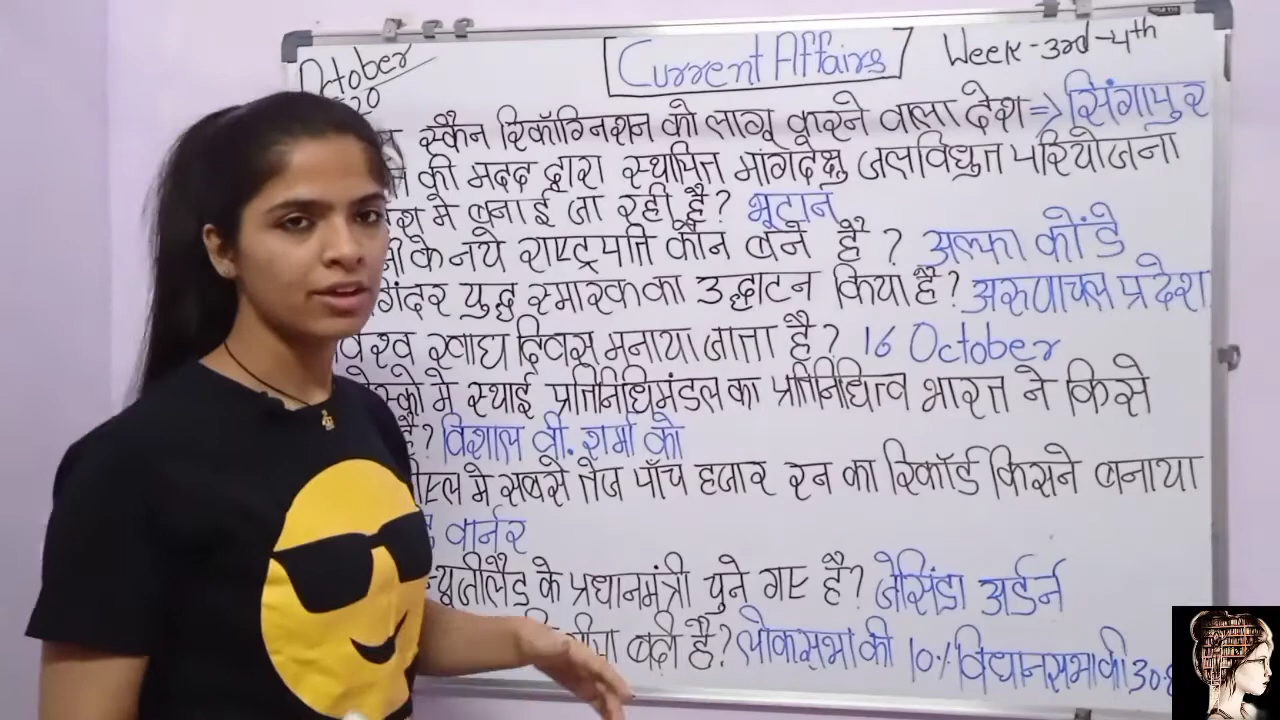 October Current Affairs Week-3rd-4th
20
स्कैन रिकॉग्निशन को लागू करने वाला देश => सिंगापुर
की मदद द्वारा स्थापित मांगदेक्षु जलविधुत परियोजना
में बनाई जा रही है? भूटान
के नये राष्ट्रपति कौन बने है? अल्फा कोंडे
युद्ध स्मारक का उद्घाटन किया है? अरुणाचल प्रदेश
खाद्य दिवस मनाया जाता है? 16 October
में स्थाई प्रतिनिधिमंडल का प्रतिनिधित्व भारत ने किसे
है? विशाल वी. शर्मा को
में सबसे तेज पाँच हजार रन का रिकॉर्ड किसने बनाया
वार्नर
न्यूजीलैंड के प्रधानमंत्री चुने गए है? जेसिंडा अर्डर्न
बढ़ी है? लोकसभा की 10% विधानसभा की 30.8